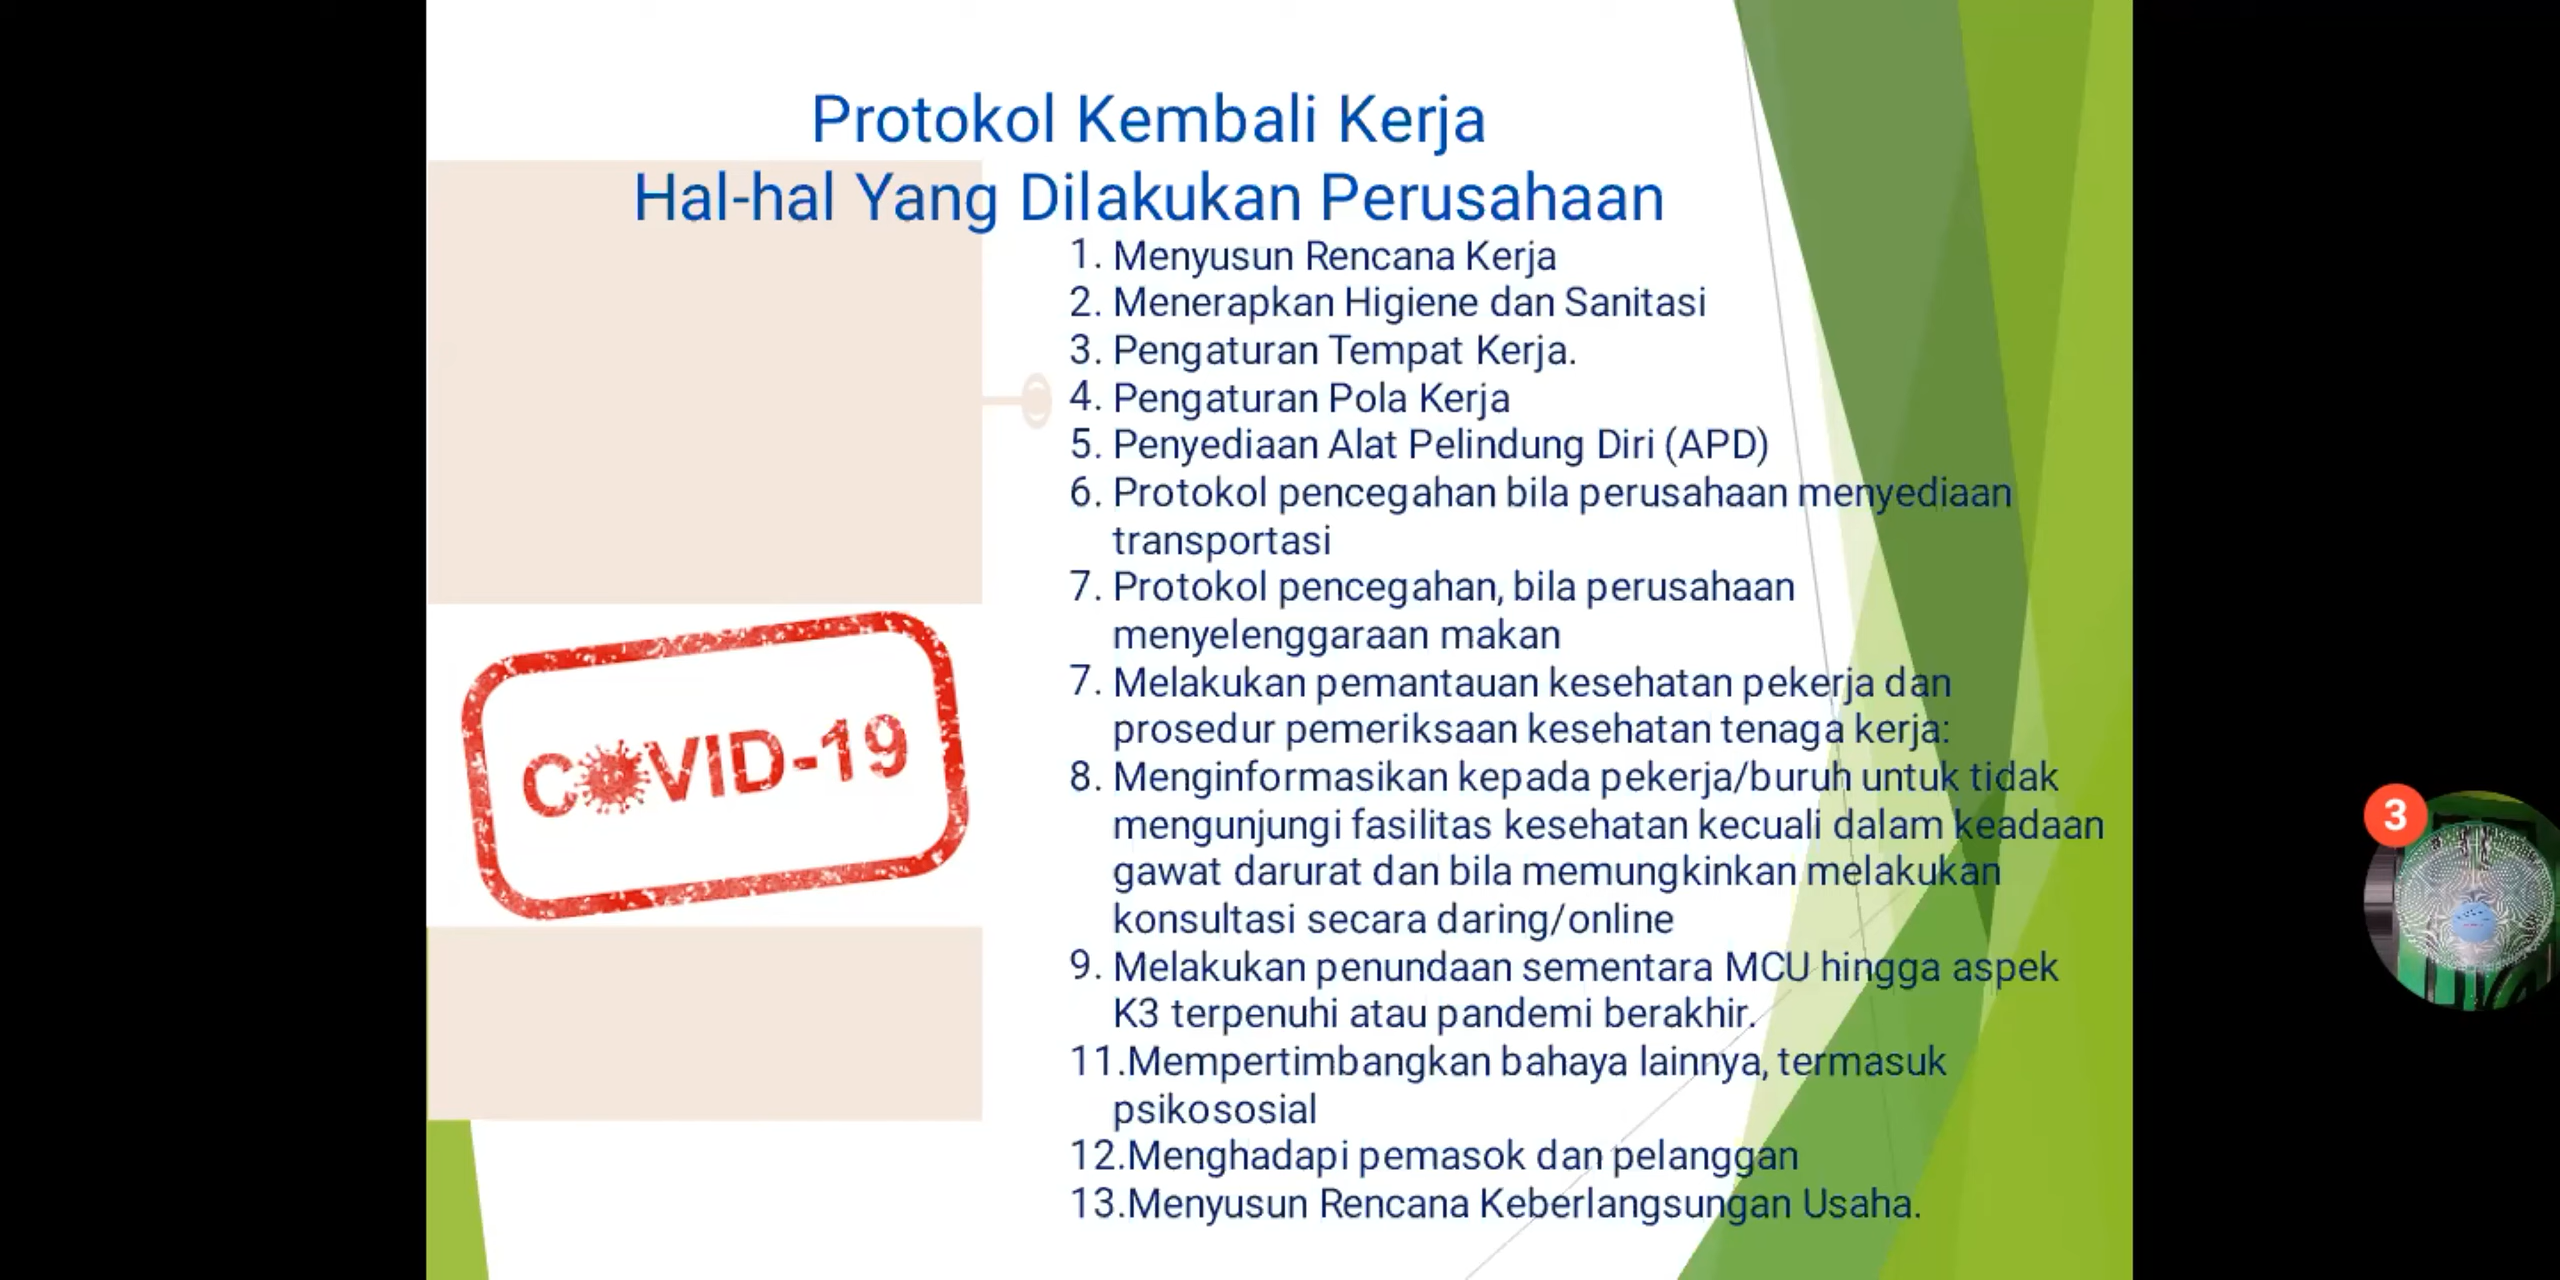 Protokol Kembali Kerja
Hal-hal Yang Dilakukan Perusahaan
1. Menyusun Rencana Kerja
2. Menerapkan Higiene dan Sanitasi
3. Pengaturan Tempat Kerja.
4. Pengaturan Pola Kerja
5. Penyediaan Alat Pelindung Diri (APD)
6. Protokol pencegahan bila perusahaan menyediaan
transportasi
7. Protokol pencegahan, bila perusahaan
menyelenggaraan makan
7. Melakukan pemantauan kesehatan pekerja dan
prosedur pemeriksaan kesehatan tenaga kerja:
8. Menginformasikan kepada pekerja/buruh untuk tidak
mengunjungi fasilitas kesehatan kecuali dalam keadaan
gawat darurat dan bila memungkinkan melakukan
konsultasi secara daring/online
9. Melakukan penundaan sementara MCU hingga aspek
K3 terpenuhi atau pandemi berakhir.
11.Mempertimbangkan bahaya lainnya, termasuk
psikososial
12.Menghadapi pemasok dan pelanggan
13.Menyusun Rencana Keberlangsungan Usaha.
COVID-19
3